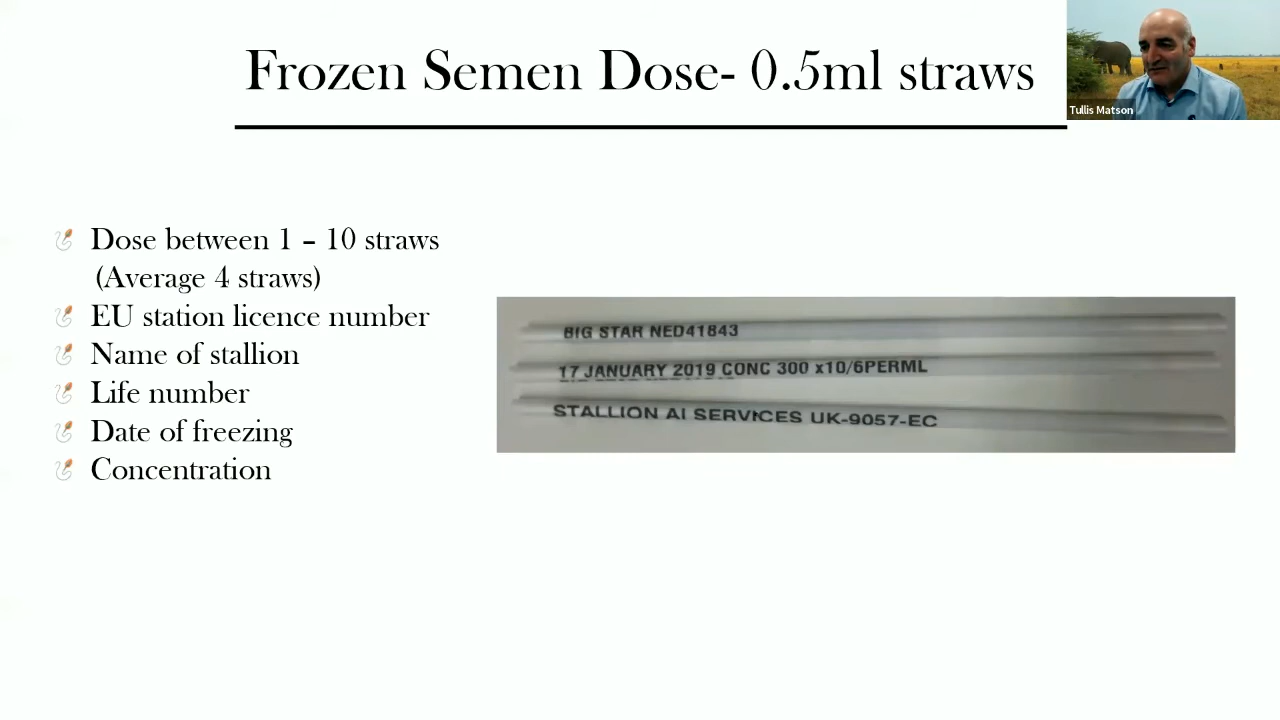 Frozen Semen Dose- 0.5ml straws
Tullis Matson
Dose between 1 – 10 straws
(Average 4 straws)
EU station licence number
Name of stallion
Life number
Date of freezing
Concentration
BIG STAR NED41843
17 JANUARY 2019 CONC 300 x10/6PERML
STALLION AI SERVICES UK-9057-EC